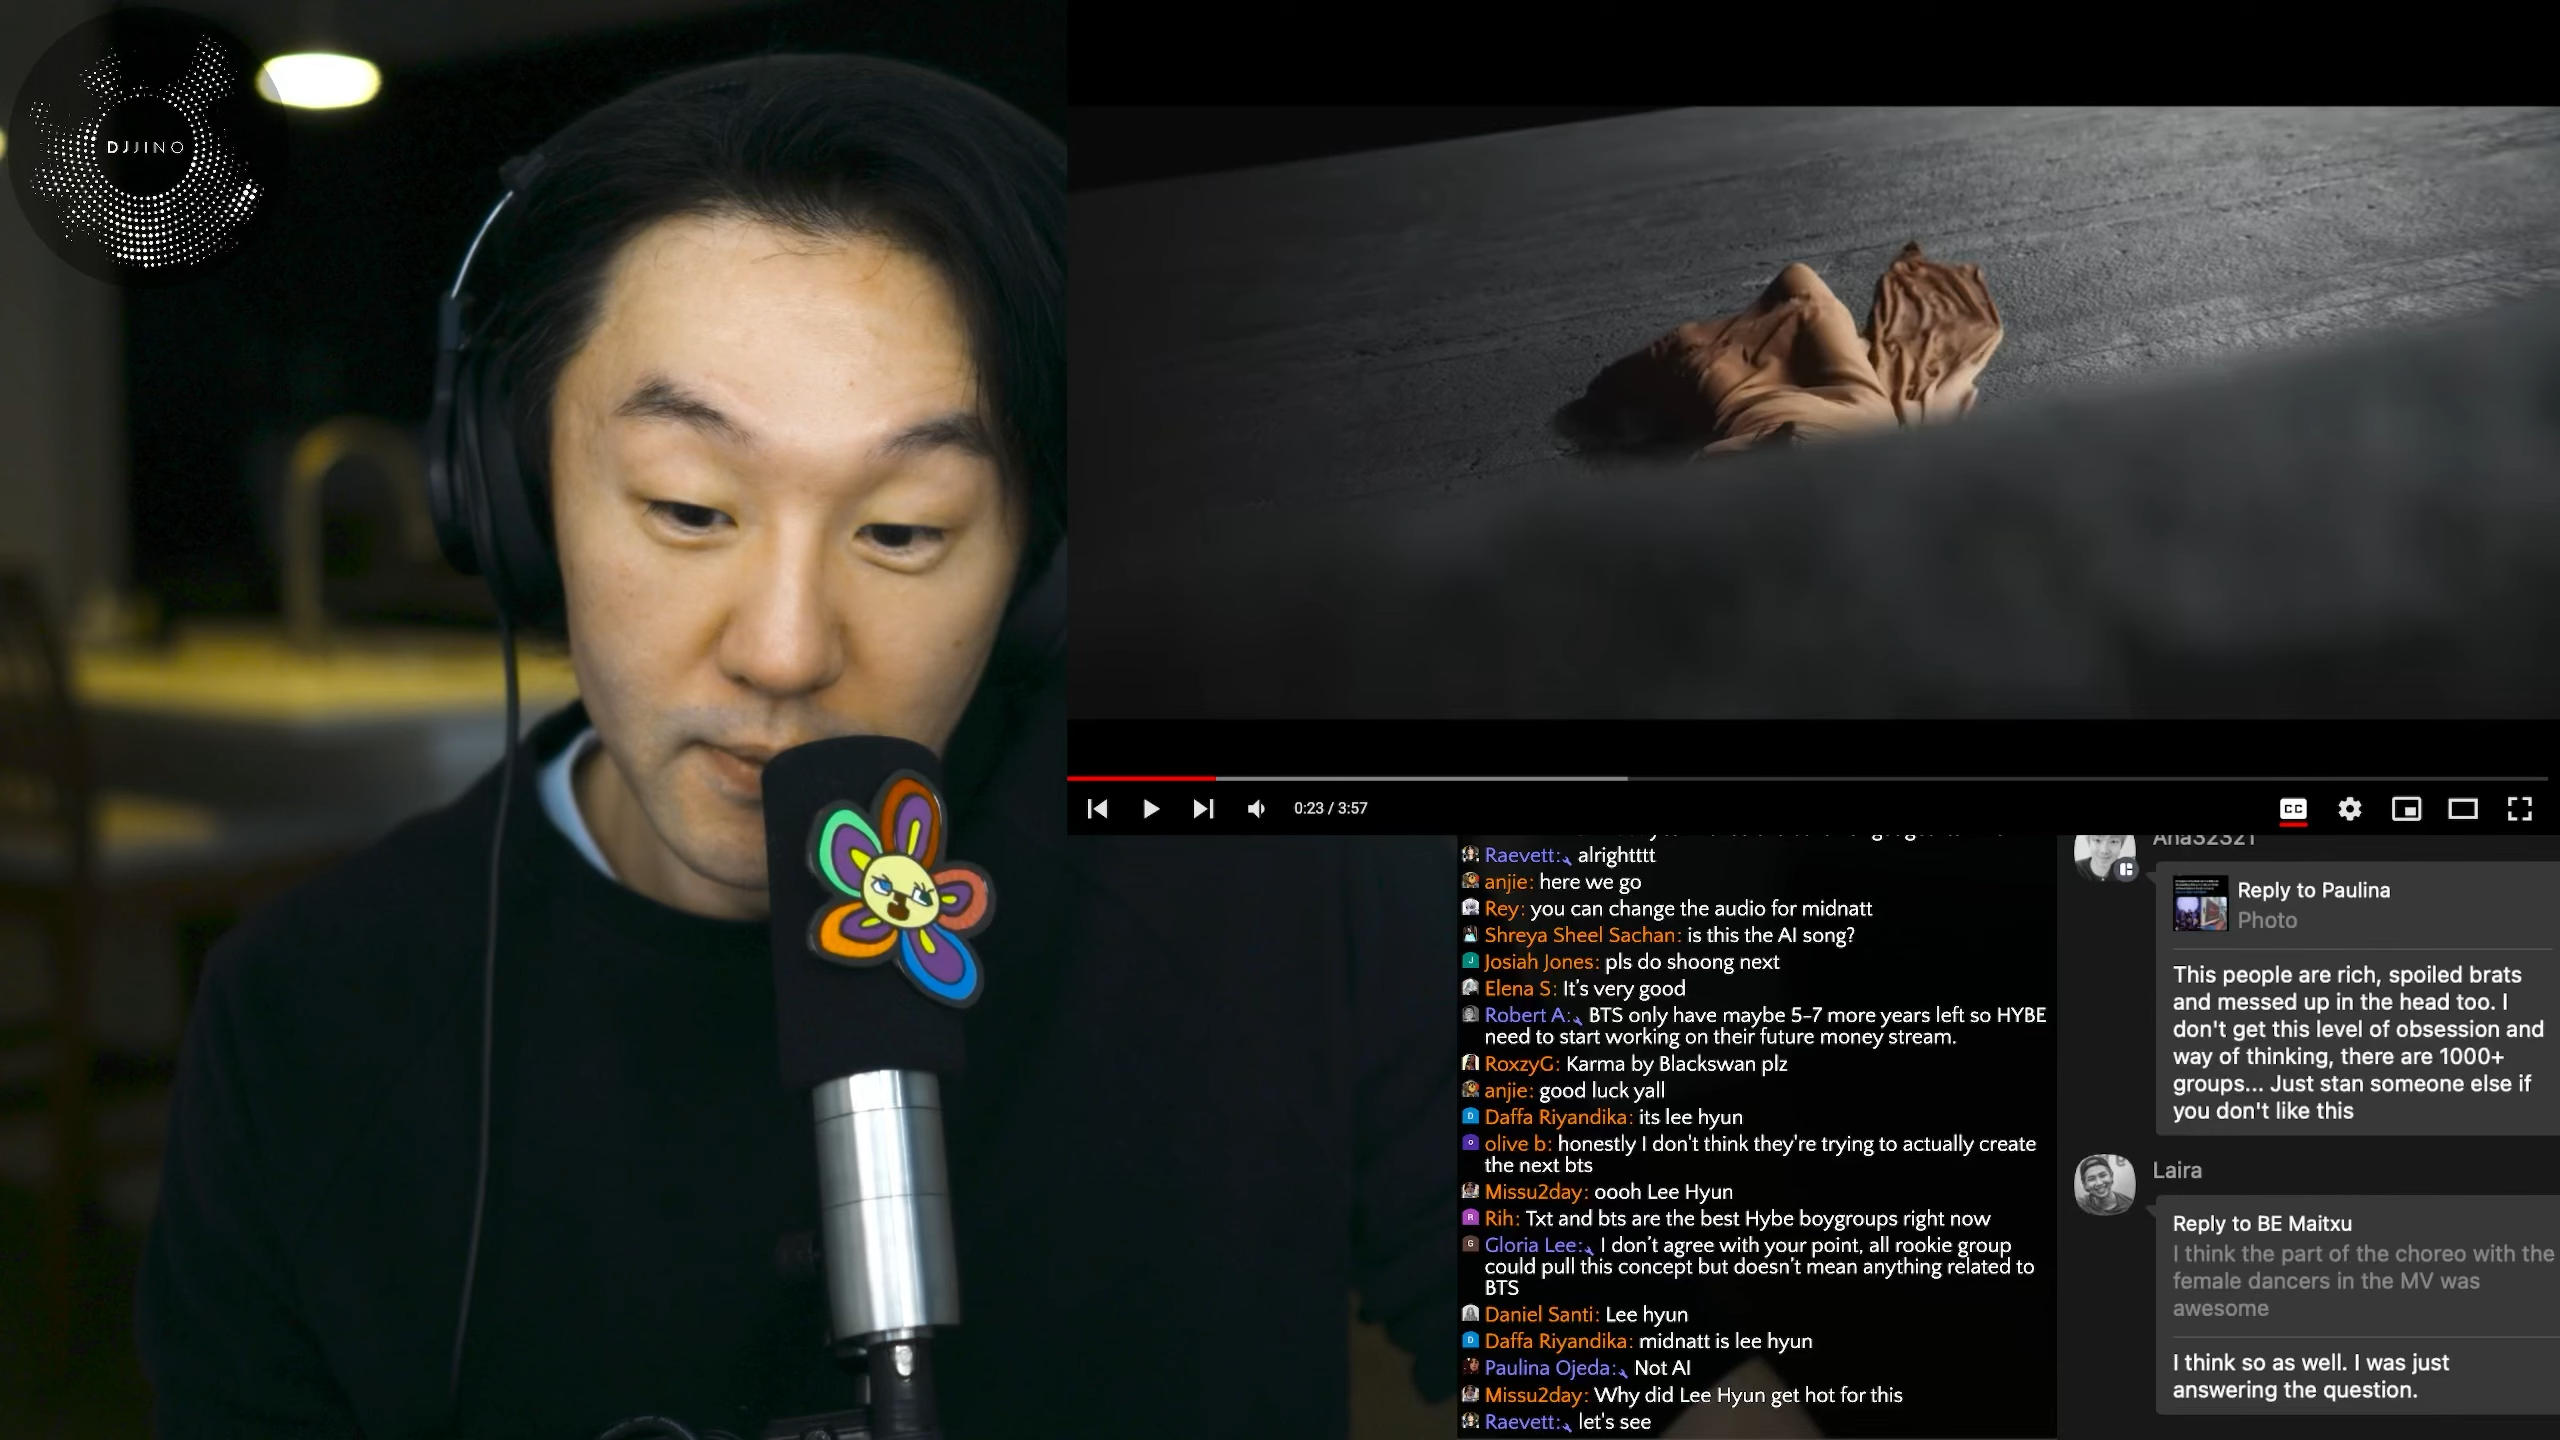 DJJINO
0:23 / 3:57
CC
Raevett: alrightttt
anjie: here we go
Rey: you can change the audio for midnatt
Shreya Sheel Sachan: is this the AI song?
Josiah Jones: pls do shoong next
Elena S: It's very good
Robert A: BTS only have maybe 5-7 more years left so HYBE
need to start working on their future money stream.
RoxzyG: Karma by Blackswan plz
anjie: good luck yall
Daffa Riyandika: its lee hyun
olive b: honestly I don't think they're trying to actually create
the next bts
Missu2day: oooh Lee Hyun
Rih: Txt and bts are the best Hybe boygroups right now
Gloria Lee: I don't agree with your point, all rookie group
could pull this concept but doesn't mean anything related to
BTS
Daniel Santi: Lee hyun
Daffa Riyandika: midnatt is lee hyun
Paulina Ojeda: Not AI
Missu2day: Why did Lee Hyun get hot for this
Raevett: let's see
Ana32321
Reply to Paulina
Photo
This people are rich, spoiled brats
and messed up in the head too. I
don't get this level of obsession and
way of thinking, there are 1000+
groups... Just stan someone else if
you don't like this
Laira
Reply to BE Maitxu
I think the part of the choreo with the
female dancers in the MV was
awesome
I think so as well. I was just
answering the question.